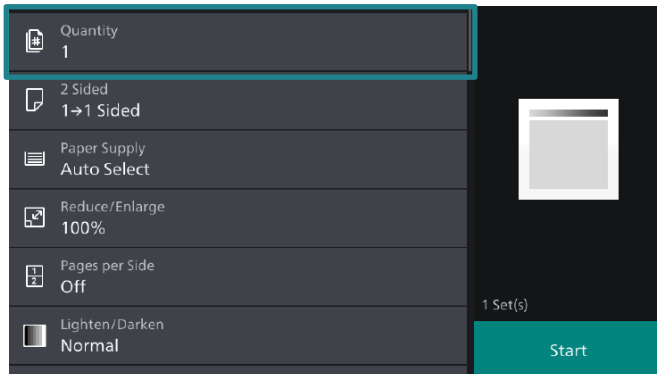 Quantity
1
2 Sided
1→1 Sided
Paper Supply
Auto Select
Reduce/Enlarge
100%
Pages per Side
Off
Lighten/Darken
Normal
1 Set(s)
Start